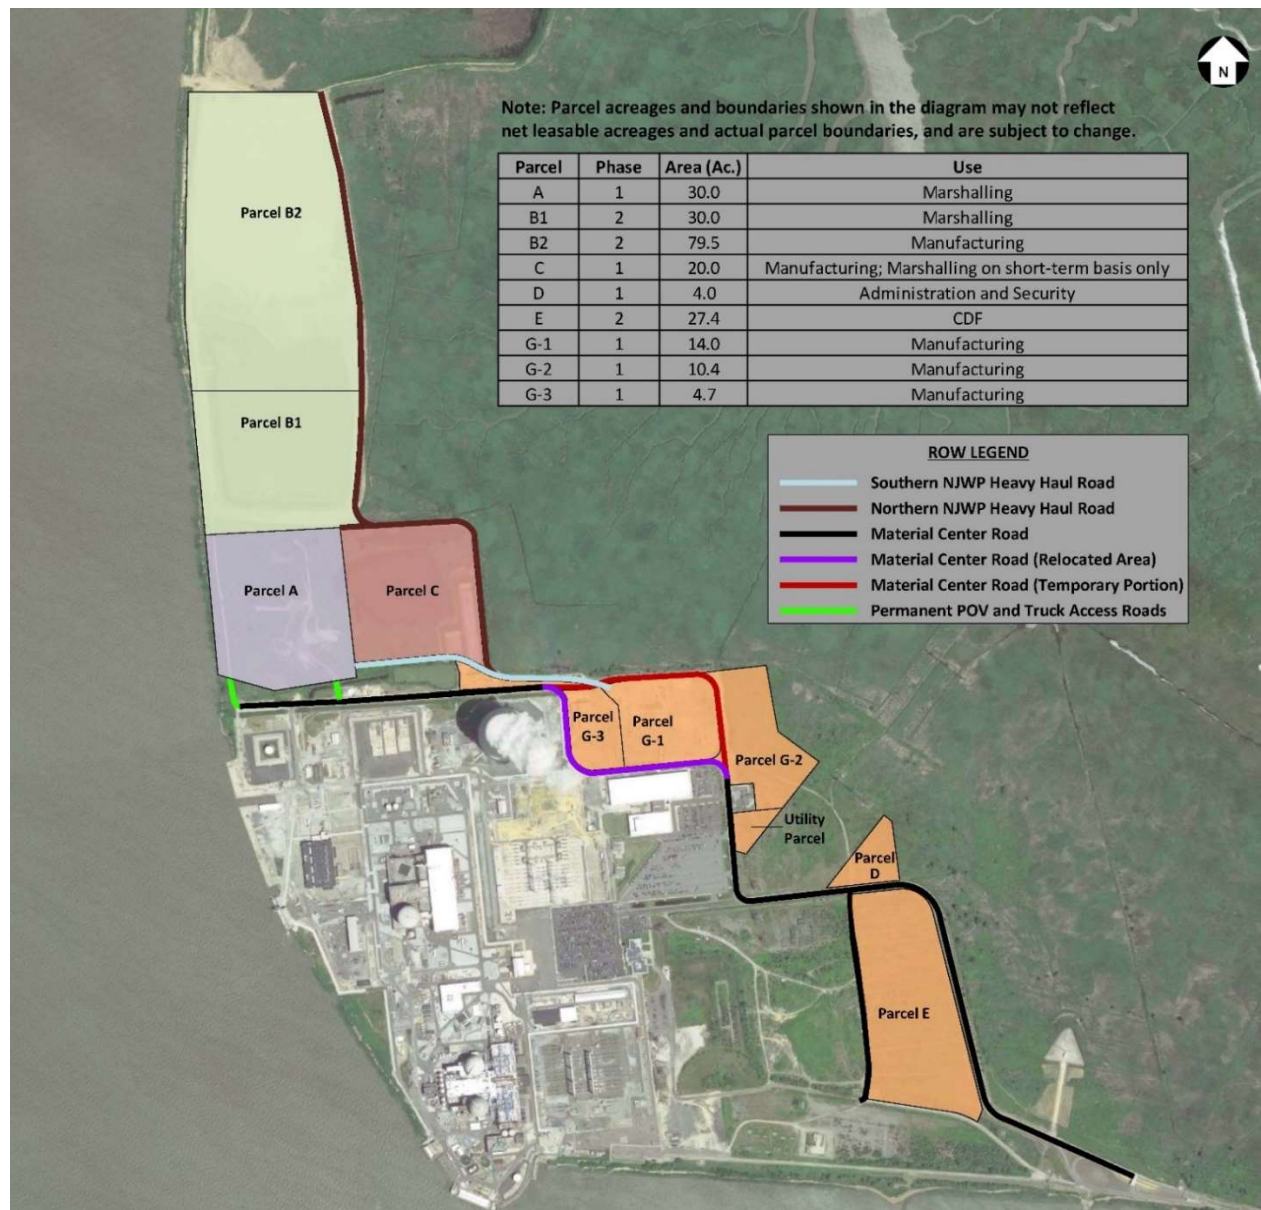 N
Note: Parcel acreages and boundaries shown in the diagram may not reflect
net leasable acreages and actual parcel boundaries, and are subject to change.
Parcel Phase Area (Ac.) Use
A 1 30.0 Marshalling
B1 2 30.0 Marshalling
B2 2 79.5 Manufacturing
C 1 20.0 Manufacturing; Marshalling on short-term basis only
D 1 4.0 Administration and Security
E 2 27.4 CDF
G-1 1 14.0 Manufacturing
G-2 1 10.4 Manufacturing
G-3 1 4.7 Manufacturing
ROW LEGEND
Southern NJWP Heavy Haul Road
Northern NJWP Heavy Haul Road
Material Center Road
Material Center Road (Relocated Area)
Material Center Road (Temporary Portion)
Permanent POV and Truck Access Roads
Parcel B2
Parcel B1
Parcel A
Parcel C
Parcel
G-3
Parcel
G-1
Parcel G-2
Utility
Parcel
Parcel
D
Parcel E